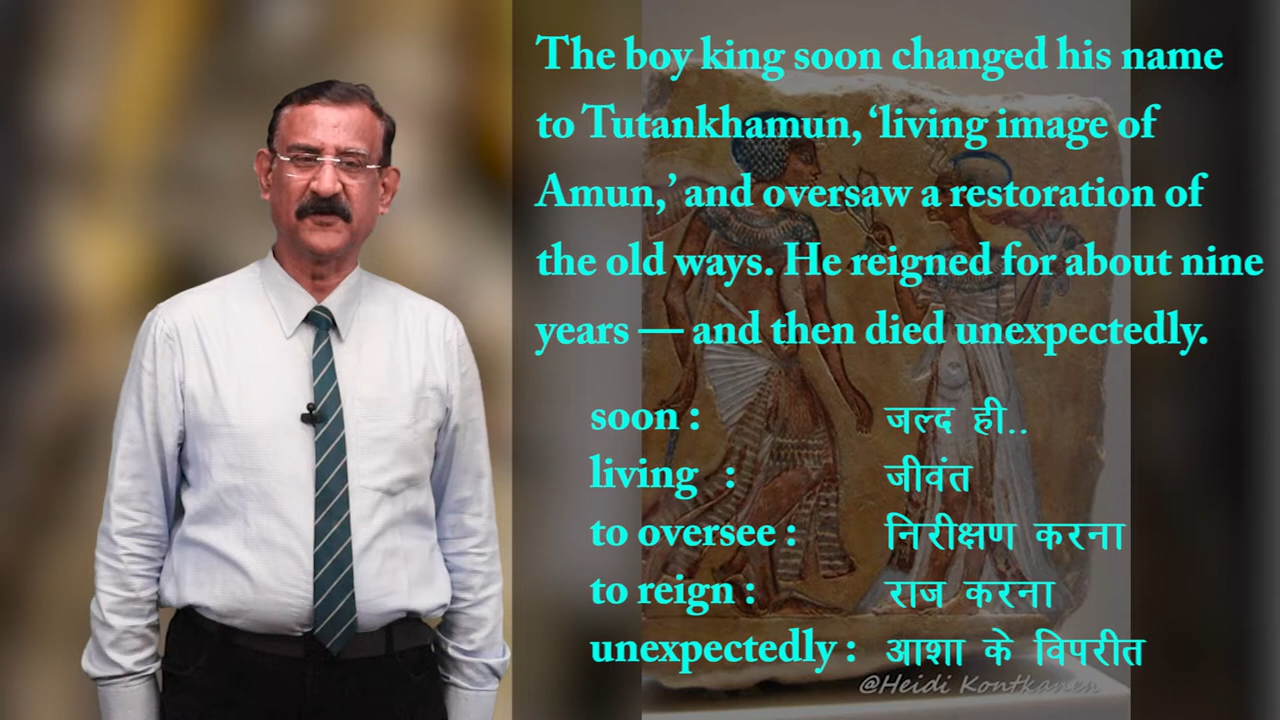 The boy king soon changed his name
to Tutankhamun, ‘living image of
Amun,’ and oversaw a restoration of
the old ways. He reigned for about nine
years — and then died unexpectedly.
soon : जल्द ही..
living : जीवंत
to oversee : निरीक्षण करना
to reign : राज करना
unexpectedly : आशा के विपरीत
@Heidi Kontkanen